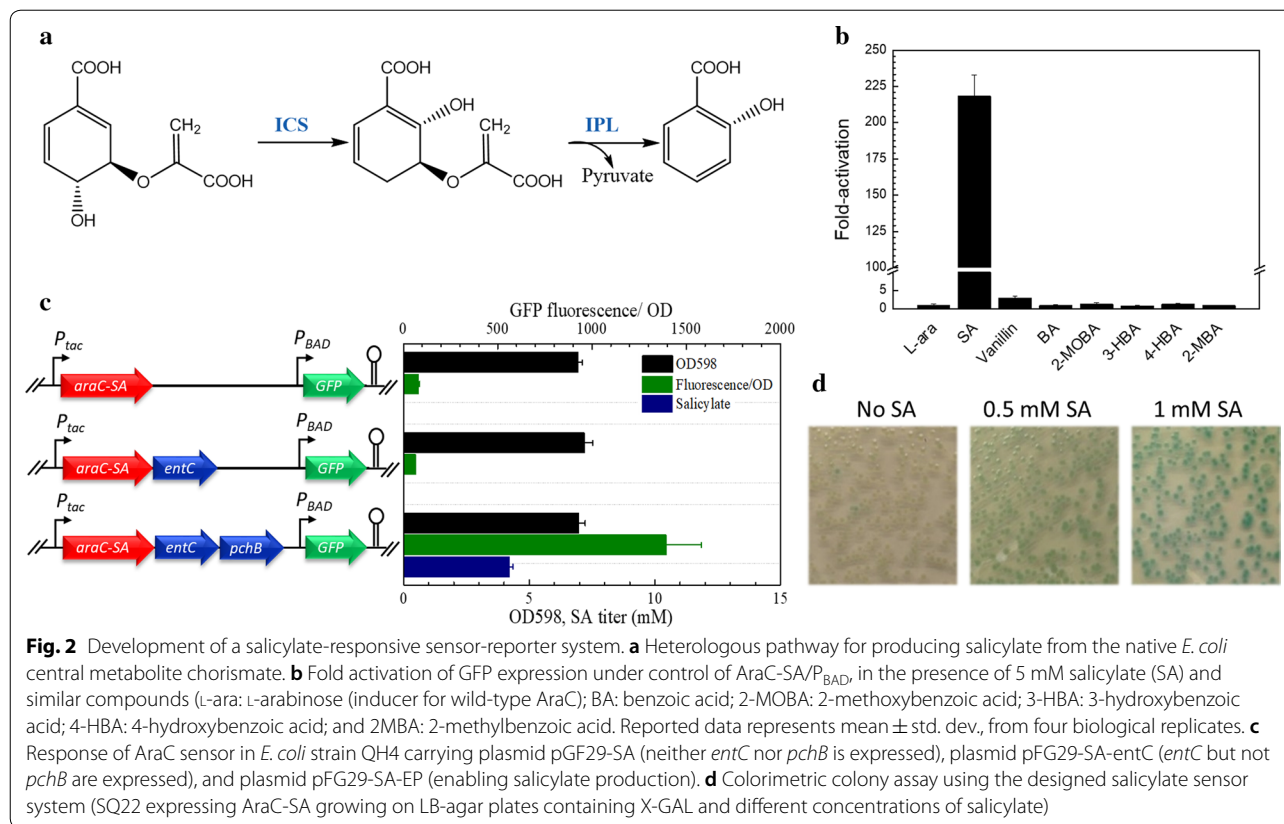 a
COOH
OH
O
CH2
COOH
ICS
COOH
OH
CH2
O
COOH
IPL
Pyruvate
COOH
OH
b
Fold-activation
250
225
200
175
150
125
100
5
0
L-ara
SA
Vanillin
BA
2-MOBA
3-HBA
4-HBA
2-MBA
c
Ptac
araC-SA
PBAD
GFP
Ptac
araC-SA
entC
PBAD
GFP
Ptac
araC-SA
entC
pchB
PBAD
GFP
GFP fluorescence/ OD
0 500 1000 1500 2000
OD598
Fluorescence/OD
Salicylate
0 5 10 15
OD598, SA titer (mM)
d
No SA
0.5 mM SA
1 mM SA
Fig. 2 Development of a salicylate-responsive sensor-reporter system. a Heterologous pathway for producing salicylate from the native E. coli
central metabolite chorismate. b Fold activation of GFP expression under control of AraC-SA/PBAD, in the presence of 5 mM salicylate (SA) and
similar compounds (L-ara: L-arabinose (inducer for wild-type AraC); BA: benzoic acid; 2-MOBA: 2-methoxybenzoic acid; 3-HBA: 3-hydroxybenzoic
acid; 4-HBA: 4-hydroxybenzoic acid; and 2MBA: 2-methylbenzoic acid. Reported data represents mean ± std. dev., from four biological replicates. c
Response of AraC sensor in E. coli strain QH4 carrying plasmid pGF29-SA (neither entC nor pchB is expressed), plasmid pFG29-SA-entC (entC but not
pchB are expressed), and plasmid pFG29-SA-EP (enabling salicylate production). d Colorimetric colony assay using the designed salicylate sensor
system (SQ22 expressing AraC-SA growing on LB-agar plates containing X-GAL and different concentrations of salicylate)